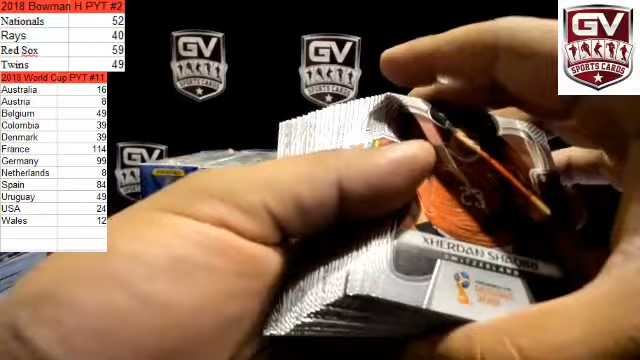 2018 Bowman H PYT #2
Nationals 52
Rays 40
Red Sox 59
Twins 49
2018 World Cup PYT #11
Australia 16
Austria 8
Belgium 49
Colombia 39
Denmark 39
France 114
Germany 99
Netherlands 8
Spain 84
Uruguay 49
USA 24
Wales 12
GV
SPORTS CARDS
GV
SPORTS CARDS
GV
SPORTS CARDS
GV
XHERDAN SHAQIRI
SWITZERLAND